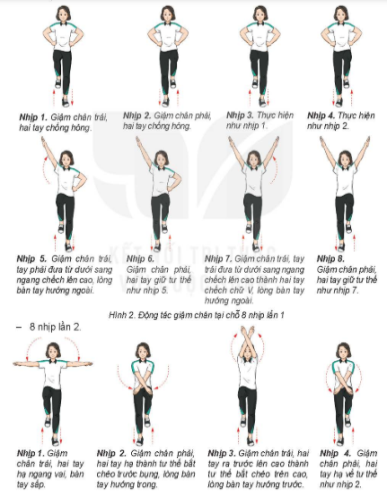 Nhịp 1. Giậm chân trái,
hai tay chống hông.
Nhịp 2. Giậm chân phải,
hai tay chống hông.
Nhịp 3. Thực hiện
như nhịp 1.
Nhịp 4. Thực hiện
như nhịp 2.
Nhịp 5. Giậm chân trái,
tay phải đưa từ dưới sang
ngang chếch lên cao, lòng
bàn tay hướng ngoài.
Nhịp 6.
Giậm chân phải,
hai tay giữ tư thế
như nhịp 5.
Nhịp 7. Giậm chân trái, tay
trái đưa từ dưới sang ngang
chếch lên cao thành hai tay
chếch chữ V, lòng bàn tay
hướng ngoài.
Nhịp 8.
Giậm chân phải,
hai tay giữ tư thế
như nhịp 7.
Hình 2. Động tác giậm chân tại chỗ 8 nhịp lần 1
– 8 nhịp lần 2.
Nhịp 1. Giậm
chân trái, hai tay
hạ ngang vai, bàn
tay sấp.
Nhịp 2. Giậm chân phải,
hai tay hạ thành tư thế bắt
chéo trước bụng, lòng bàn
tay hướng trong.
Nhịp 3. Giậm chân trái, hai
tay ra trước lên cao thành
tư thế bắt chéo trên cao,
lòng bàn tay hướng trước.
Nhịp 4. Giậm
chân phải, hai
tay hạ về tư thế
như nhịp 2.